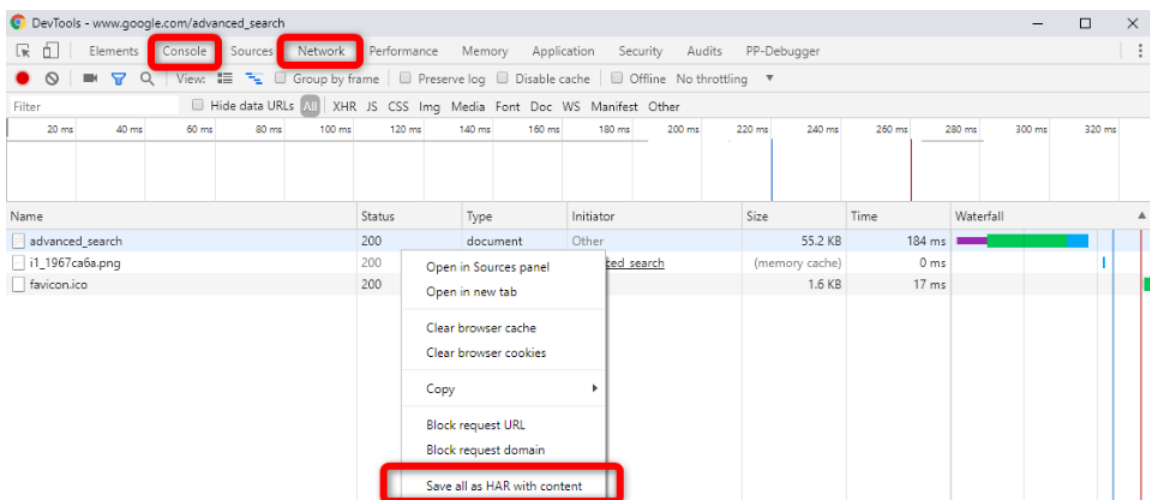 DevTools - www.google.com/advanced_search
Elements Console Sources Network Performance Memory Application Security Audits PP-Debugger
View: Group by frame Preserve log Disable cache Offline No throttling
Filter Hide data URLs All XHR JS CSS Img Media Font Doc WS Manifest Other
20 ms 40 ms 60 ms 80 ms 100 ms 120 ms 140 ms 160 ms 180 ms 200 ms 220 ms 240 ms 260 ms 280 ms 300 ms 320 ms
Name Status Type Initiator Size Time Waterfall
advanced_search 200 document Other 55.2 KB 184 ms
i1_1967ca6a.png 200 ced_search (memory cache) 0 ms
favicon.ico 200 1.6 KB 17 ms
Open in Sources panel
Open in new tab
Clear browser cache
Clear browser cookies
Copy
Block request URL
Block request domain
Save all as HAR with content